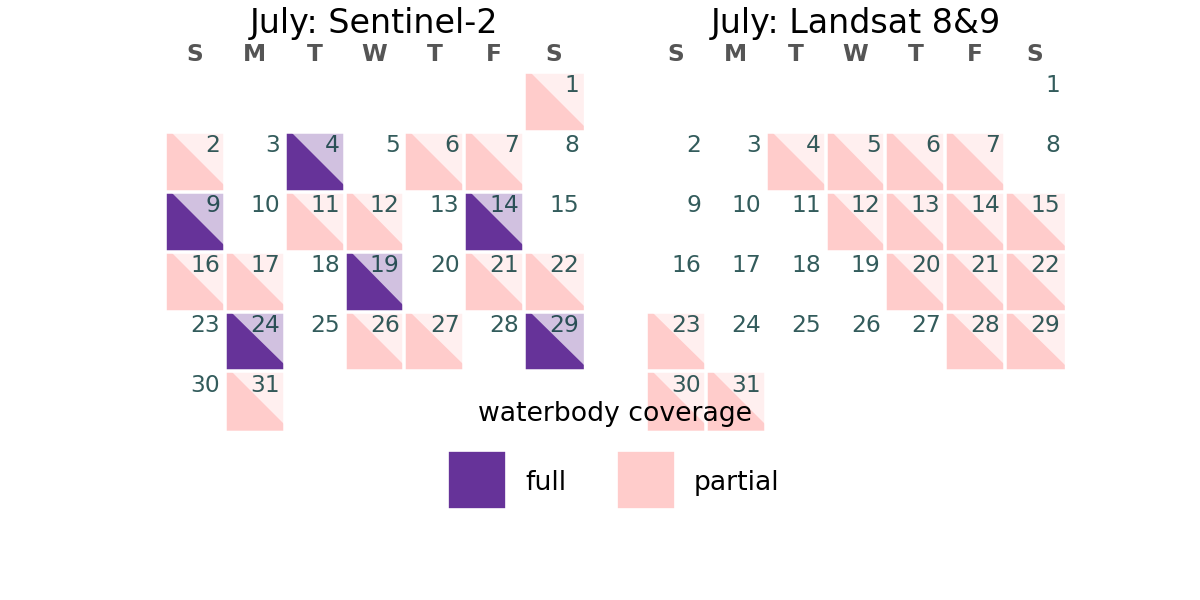 July: Sentinel-2
S M T W T F S
1
2 3 4 5 6 7 8
9 10 11 12 13 14 15
16 17 18 19 20 21 22
23 24 25 26 27 28 29
30 31
July: Landsat 8&9
S M T W T F S
1
2 3 4 5 6 7 8
9 10 11 12 13 14 15
16 17 18 19 20 21 22
23 24 25 26 27 28 29
30 31
waterbody coverage
full partial